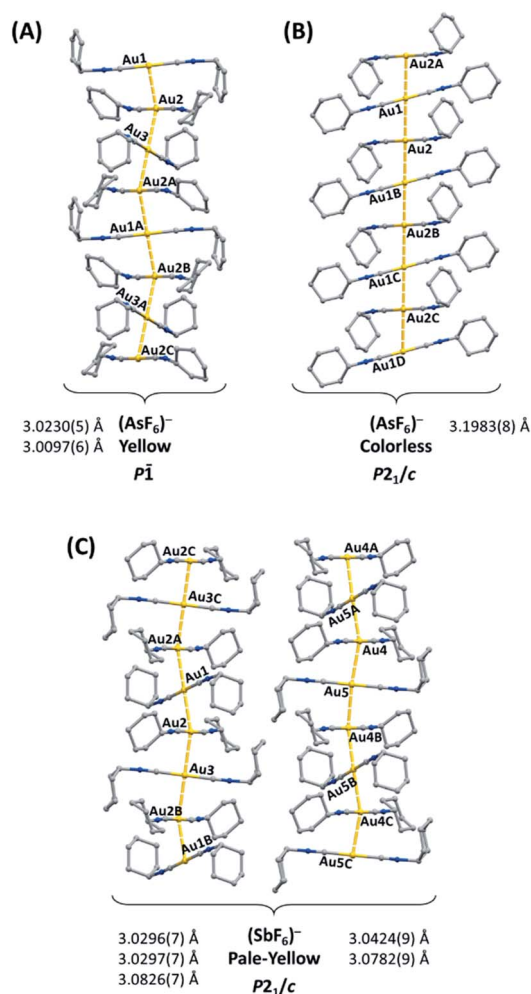 (A)
Au1
Au2
Au3
Au2A
Au1A
Au2B
Au3A
Au2C
3.0230(5) Å
3.0097(6) Å
(AsF₆)⁻
Yellow
P1̄
(B)
Au2A
Au1
Au2
Au1B
Au2B
Au1C
Au2C
Au1D
(AsF₆)⁻
3.1983(8) Å
Colorless
P2₁/c
(C)
Au2C
Au3C
Au2A
Au1
Au2
Au3
Au2B
Au1B
Au4A
Au5A
Au4
Au5
Au4B
Au5B
Au4C
Au5C
3.0296(7) Å
3.0297(7) Å
3.0826(7) Å
(SbF₆)⁻
Pale-Yellow
P2₁/c
3.0424(9) Å
3.0782(9) Å